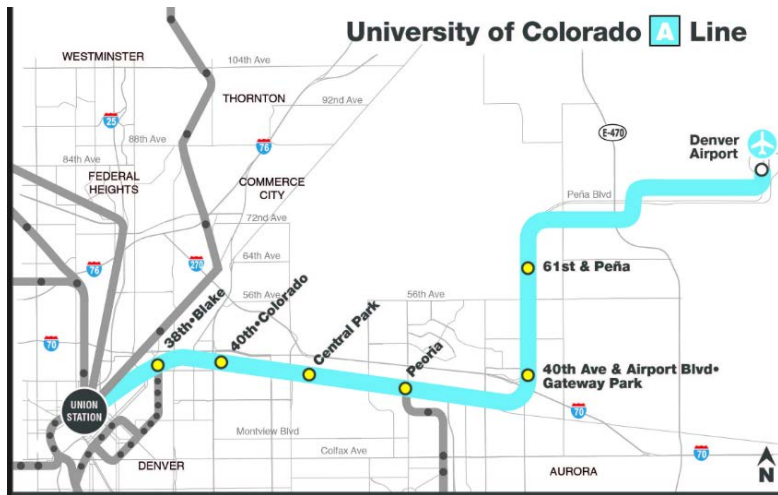 University of Colorado A Line
WESTMINSTER
104th Ave
THORNTON
92nd Ave
25
88th Ave
76
E-470
84th Ave
FEDERAL
HEIGHTS
COMMERCE
CITY
Denver
Airport
Peña Blvd
72nd Ave
64th Ave
76
270
61st & Peña
56th Ave
56th Ave
38th•Blake
40th•Colorado
Central Park
Peoria
70
40th Ave & Airport Blvd•
Gateway Park
UNION
STATION
70
Montview Blvd
Colfax Ave
70
DENVER
AURORA
N